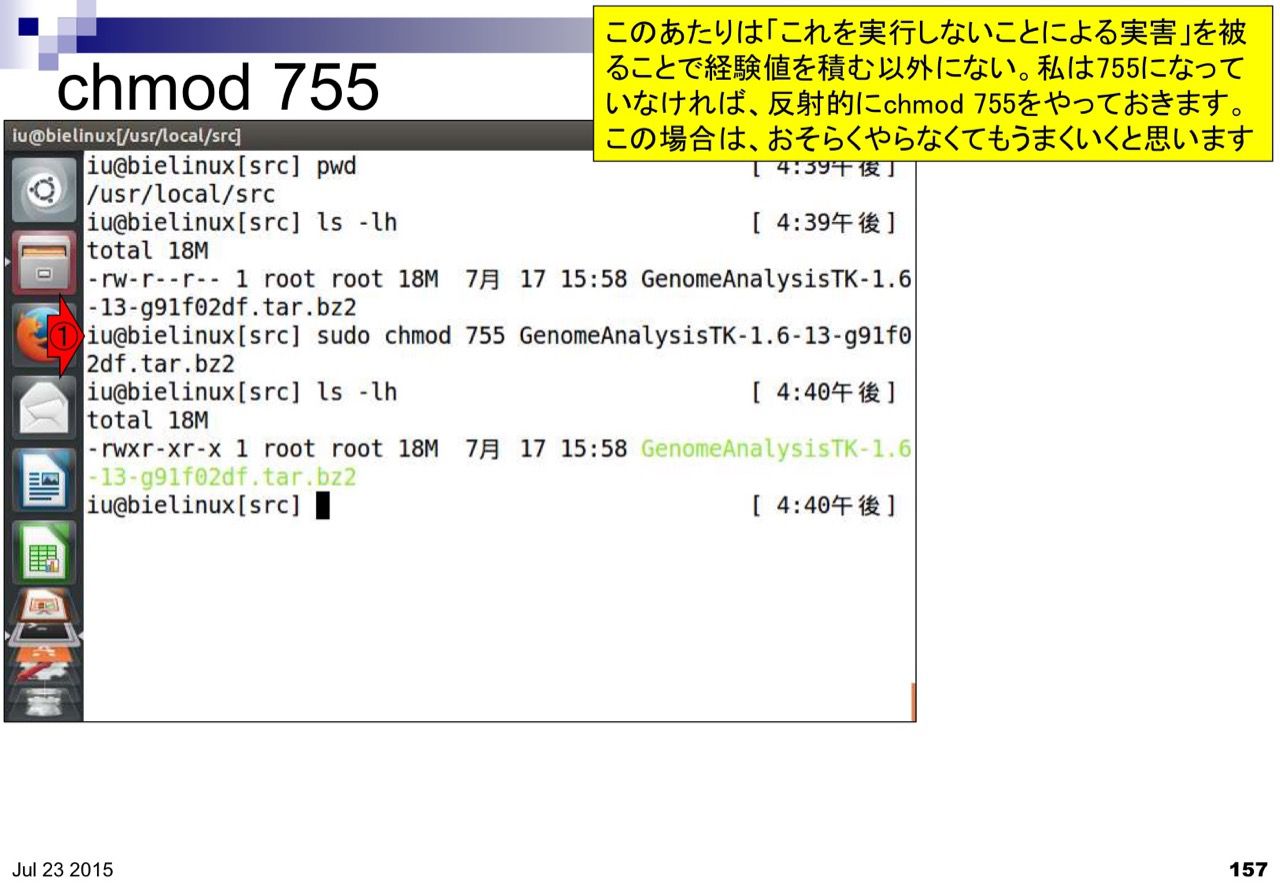 chmod 755
このあたりは「これを実行しないことによる実害」を被
ることで経験値を積む以外にない。私は755になって
いなければ、反射的にchmod 755をやっておきます。
この場合は、おそらくやらなくてもうまくいくと思います
iu@bielinux[/usr/local/src]
iu@bielinux[src] pwd [ 4:39午後]
/usr/local/src
iu@bielinux[src] ls -lh [ 4:39午後]
total 18M
-rw-r--r-- 1 root root 18M 7月 17 15:58 GenomeAnalysisTK-1.6
-13-g91f02df.tar.bz2
①
iu@bielinux[src] sudo chmod 755 GenomeAnalysisTK-1.6-13-g91f0
2df.tar.bz2
iu@bielinux[src] ls -lh [ 4:40午後]
total 18M
-rwxr-xr-x 1 root root 18M 7月 17 15:58 GenomeAnalysisTK-1.6
-13-g91f02df.tar.bz2
iu@bielinux[src] [ 4:40午後]
Jul 23 2015
157